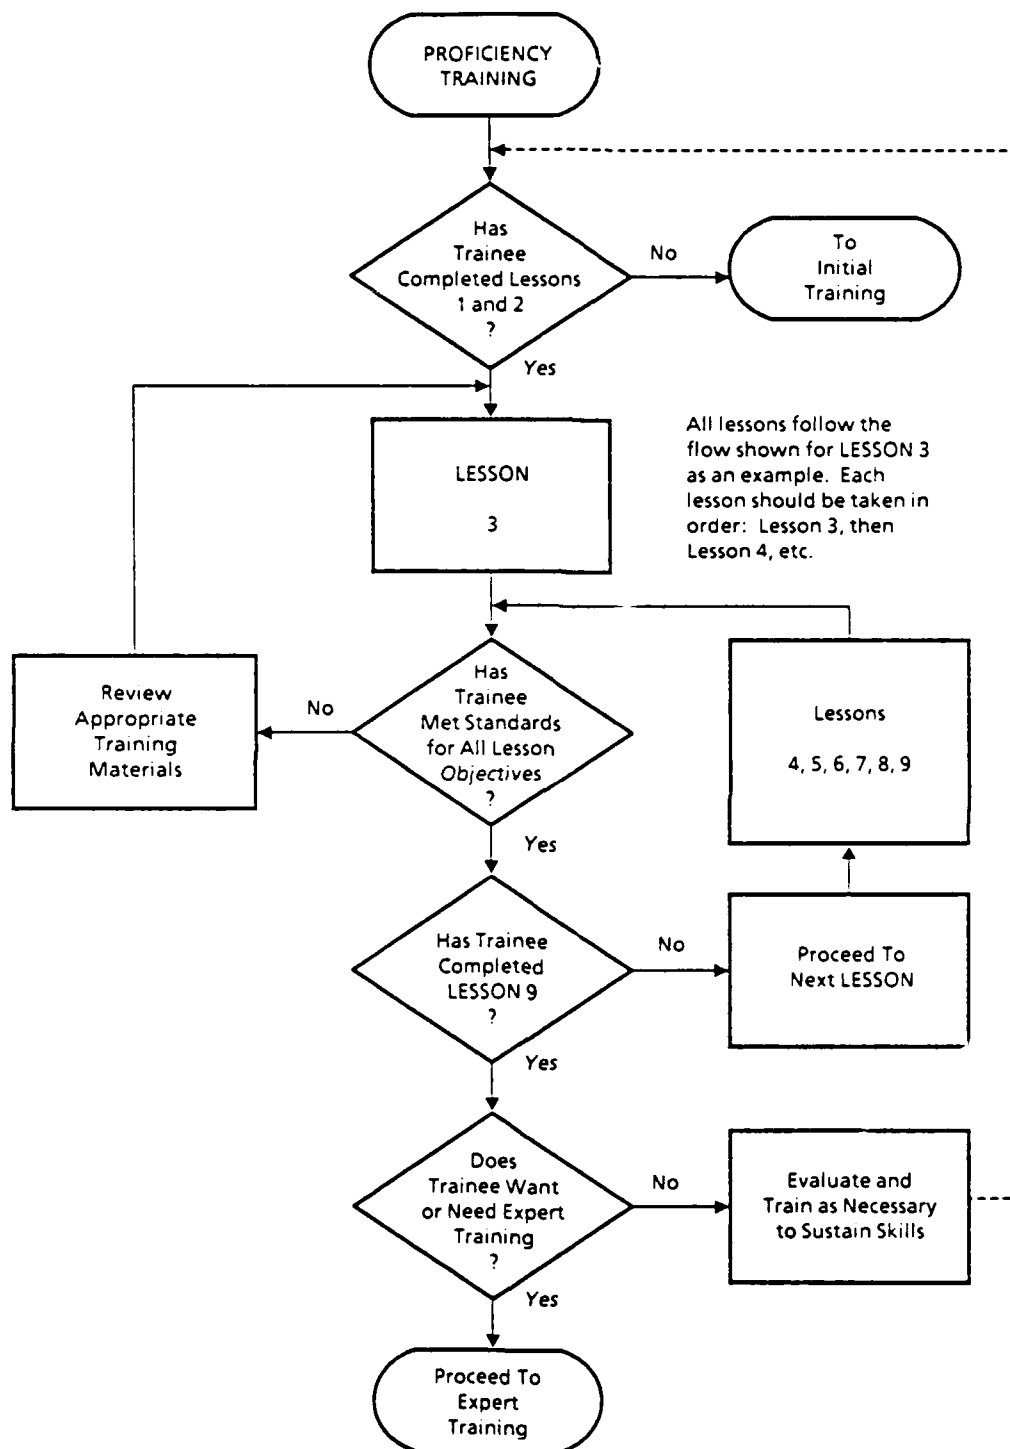 PROFICIENCY
TRAINING
Has
Trainee
Completed Lessons
1 and 2
?
No
To
Initial
Training
Yes
LESSON
3
All lessons follow the
flow shown for LESSON 3
as an example. Each
lesson should be taken in
order: Lesson 3, then
Lesson 4, etc.
Review
Appropriate
Training
Materials
No
Has
Trainee
Met Standards
for All Lesson
Objectives
?
Lessons
4, 5, 6, 7, 8, 9
Yes
Has Trainee
Completed
LESSON 9
?
No
Proceed To
Next LESSON
Yes
Does
Trainee Want
or Need Expert
Training
?
No
Evaluate and
Train as Necessary
to Sustain Skills
Yes
Proceed To
Expert
Training